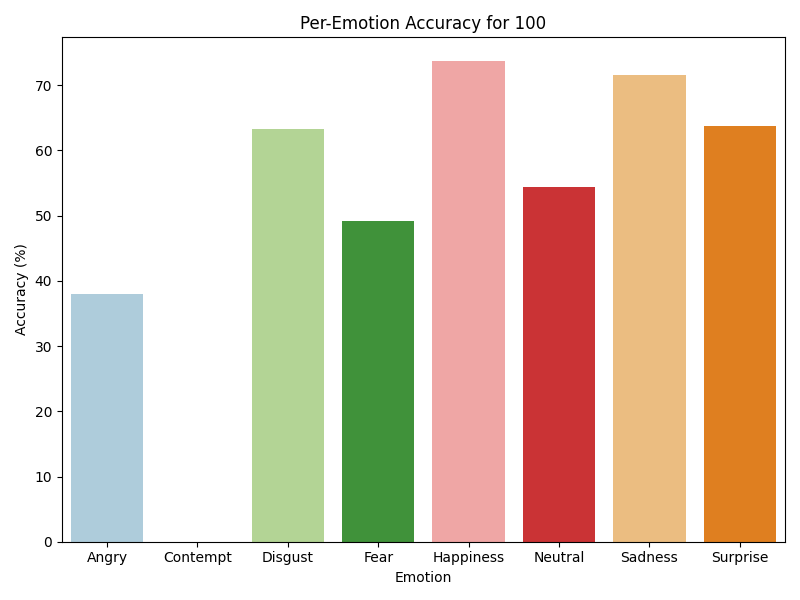 Per-Emotion Accuracy for 100
Accuracy (%)
70
60
50
40
30
20
10
0
Angry Contempt Disgust Fear Happiness Neutral Sadness Surprise
Emotion